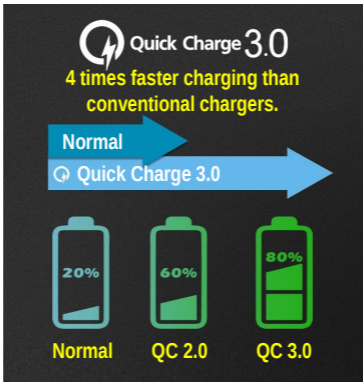 Quick Charge 3.0
4 times faster charging than
conventional chargers.
Normal
Quick Charge 3.0
20% 60% 80%
Normal QC 2.0 QC 3.0